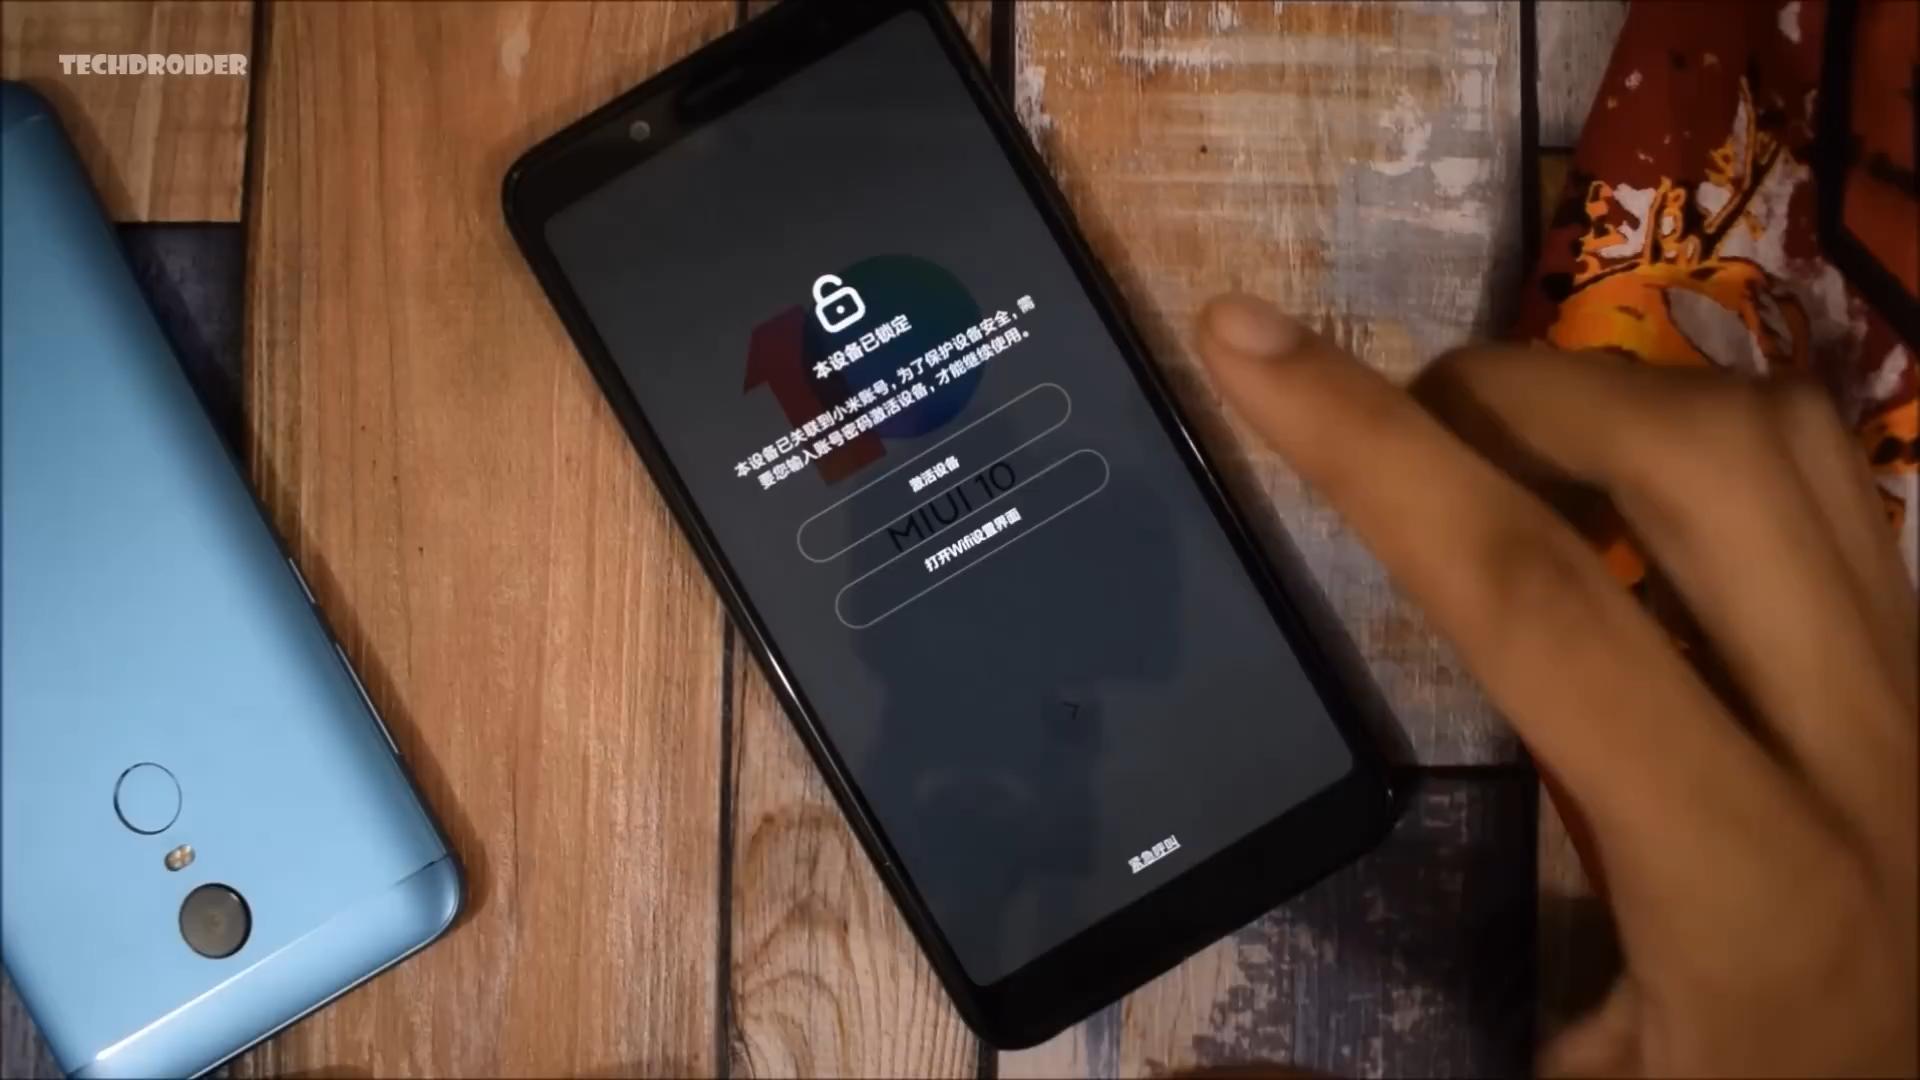 TECHDROIDER
本设备已锁定
本设备已关联到小米账号，为了保护设备安全，需
要您输入账号密码激活设备，才能继续使用。
激活设备
MIUI 10
打开Wifi设置界面
紧急呼叫